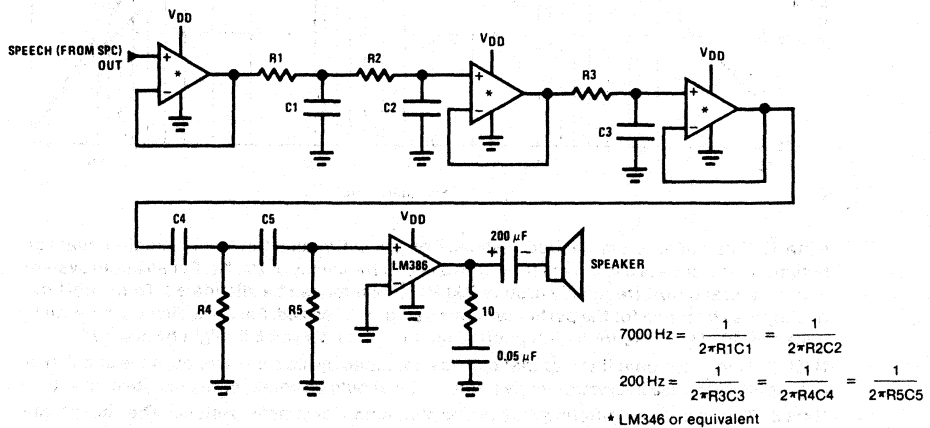 VDD
SPEECH (FROM SPC)
OUT
+
*
−
R1
R2
C1
C2
VDD
+
*
−
R3
C3
VDD
+
*
−
C4
C5
R4
R5
VDD
+
LM386
−
200 µF
+
−
SPEAKER
10
0.05 µF
7000 Hz = 1/2πR1C1 = 1/2πR2C2
200 Hz = 1/2πR3C3 = 1/2πR4C4 = 1/2πR5C5
* LM346 or equivalent